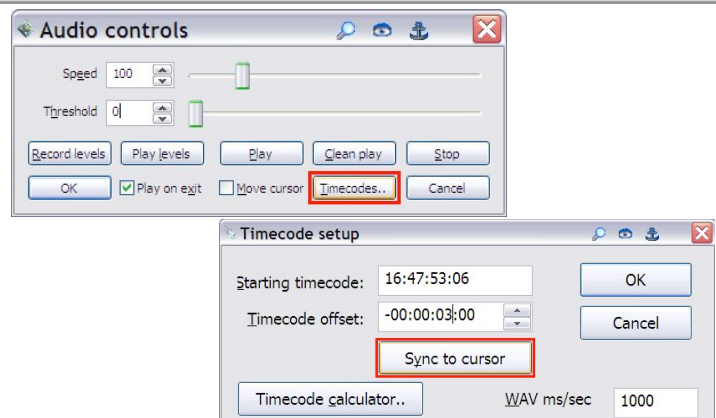 Audio controls
Speed 100
Threshold 0
Record levels Play levels Play Clean play Stop
OK Play on exit Move cursor Timecodes.. Cancel
Timecode setup
Starting timecode: 16:47:53:06 OK
Timecode offset: -00:00:03:00 Cancel
Sync to cursor
Timecode calculator.. WAV ms/sec 1000